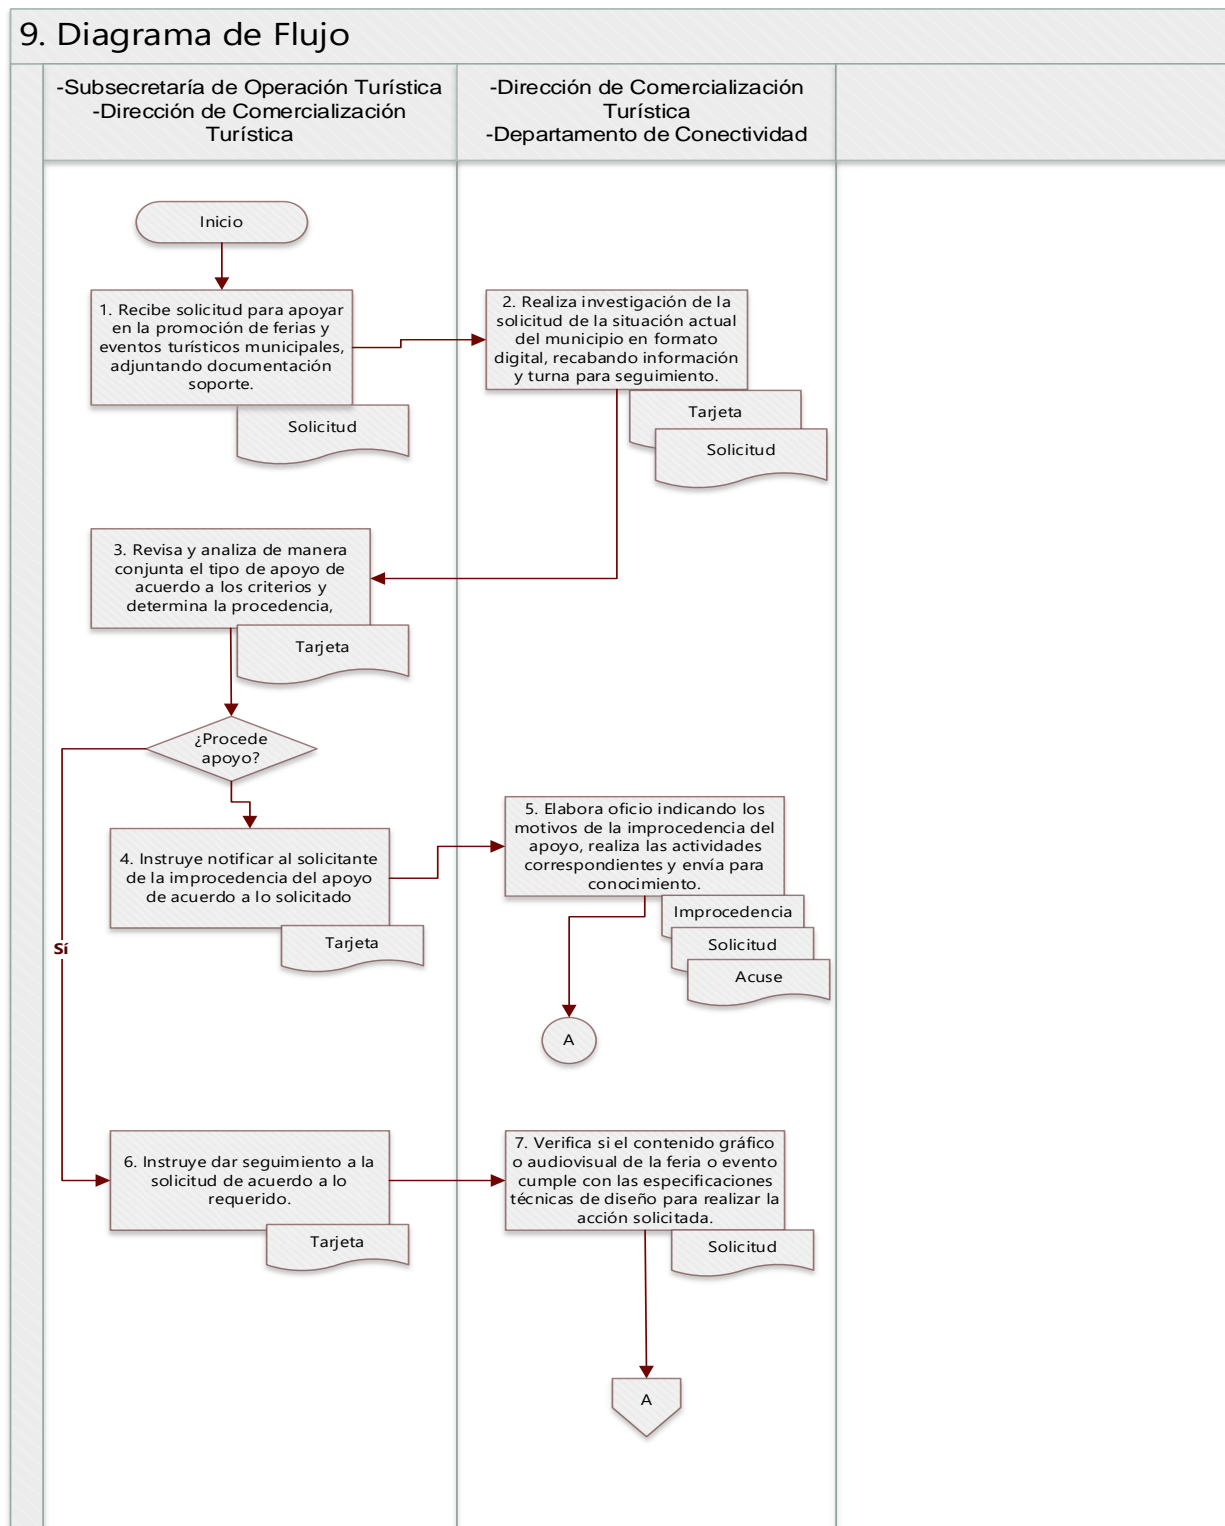 9. Diagrama de Flujo
-Subsecretaría de Operación Turística
-Dirección de Comercialización
Turística
-Dirección de Comercialización
Turística
-Departamento de Conectividad
Inicio
1. Recibe solicitud para apoyar
en la promoción de ferias y
eventos turísticos municipales,
adjuntando documentación
soporte.
Solicitud
2. Realiza investigación de la
solicitud de la situación actual
del municipio en formato
digital, recabando información
y turna para seguimiento.
Tarjeta
Solicitud
3. Revisa y analiza de manera
conjunta el tipo de apoyo de
acuerdo a los criterios y
determina la procedencia,
Tarjeta
¿Procede
apoyo?
4. Instruye notificar al solicitante
de la improcedencia del apoyo
de acuerdo a lo solicitado
Tarjeta
5. Elabora oficio indicando los
motivos de la improcedencia del
apoyo, realiza las actividades
correspondientes y envía para
conocimiento.
Improcedencia
Solicitud
Acuse
A
Sí
6. Instruye dar seguimiento a la
solicitud de acuerdo a lo
requerido.
Tarjeta
7. Verifica si el contenido gráfico
o audiovisual de la feria o evento
cumple con las especificaciones
técnicas de diseño para realizar la
acción solicitada.
Solicitud
A